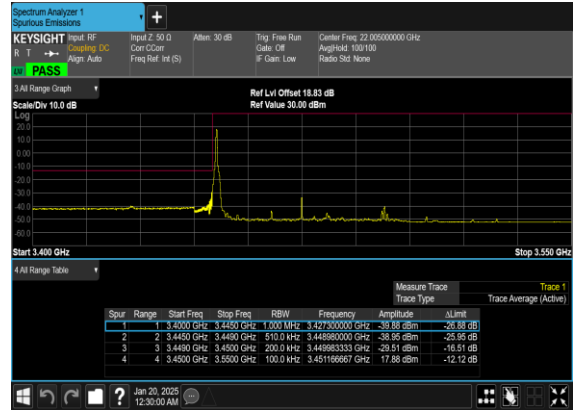 Spectrum Analyzer 1
Spurious Emissions
KEYSIGHT Input: RF Input Z: 50 Ω Atten: 30 dB Trig: Free Run Center Freq: 22.005000000 GHz
R T Coupling: DC Corr CCorr Gate: Off Avg|Hold: 100/100
Align: Auto Freq Ref: Int (S) IF Gain: Low Radio Std: None
PASS
3 All Range Graph
Ref Lvl Offset 18.83 dB
Scale/Div 10.0 dB Ref Value 30.00 dBm
Log
20.0
10.0
0.00
-10.0
-20.0
-30.0
-40.0
-50.0
-60.0
Start 3.400 GHz Stop 3.550 GHz
4 All Range Table
Measure Trace Trace 1
Trace Type Trace Average (Active)
Spur Range Start Freq Stop Freq RBW Frequency Amplitude ΔLimit
1 1 3.4000 GHz 3.4450 GHz 1.000 MHz 3.427300000 GHz -39.88 dBm -26.88 dB
2 2 3.4450 GHz 3.4490 GHz 510.0 kHz 3.448980000 GHz -38.95 dBm -25.95 dB
3 3 3.4490 GHz 3.4500 GHz 200.0 kHz 3.449983333 GHz -29.51 dBm -16.51 dB
4 4 3.4500 GHz 3.5500 GHz 100.0 kHz 3.451166667 GHz 17.88 dBm -12.12 dB
? Jan 20, 2025
12:30:00 AM